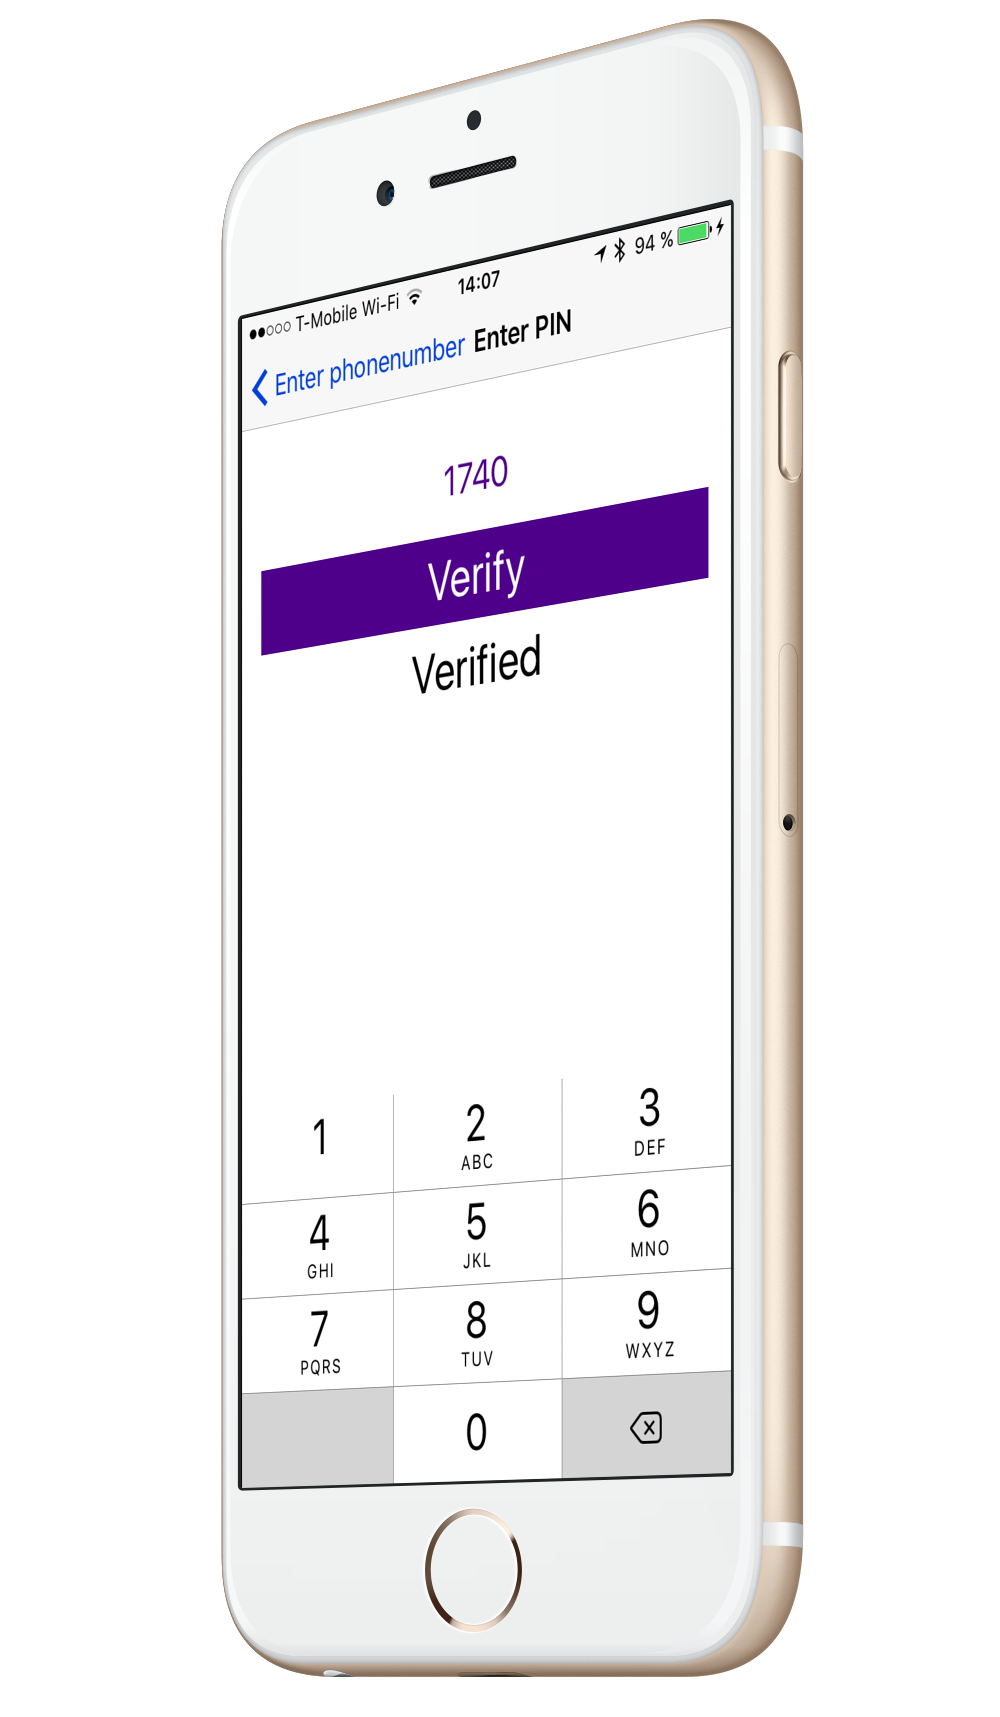 T-Mobile Wi-Fi 14:07 94 %
Enter phonenumber Enter PIN
1740
Verify
Verified
1 2 3
ABC DEF
4 5 6
GHI JKL MNO
7 8 9
PQRS TUV WXYZ
0